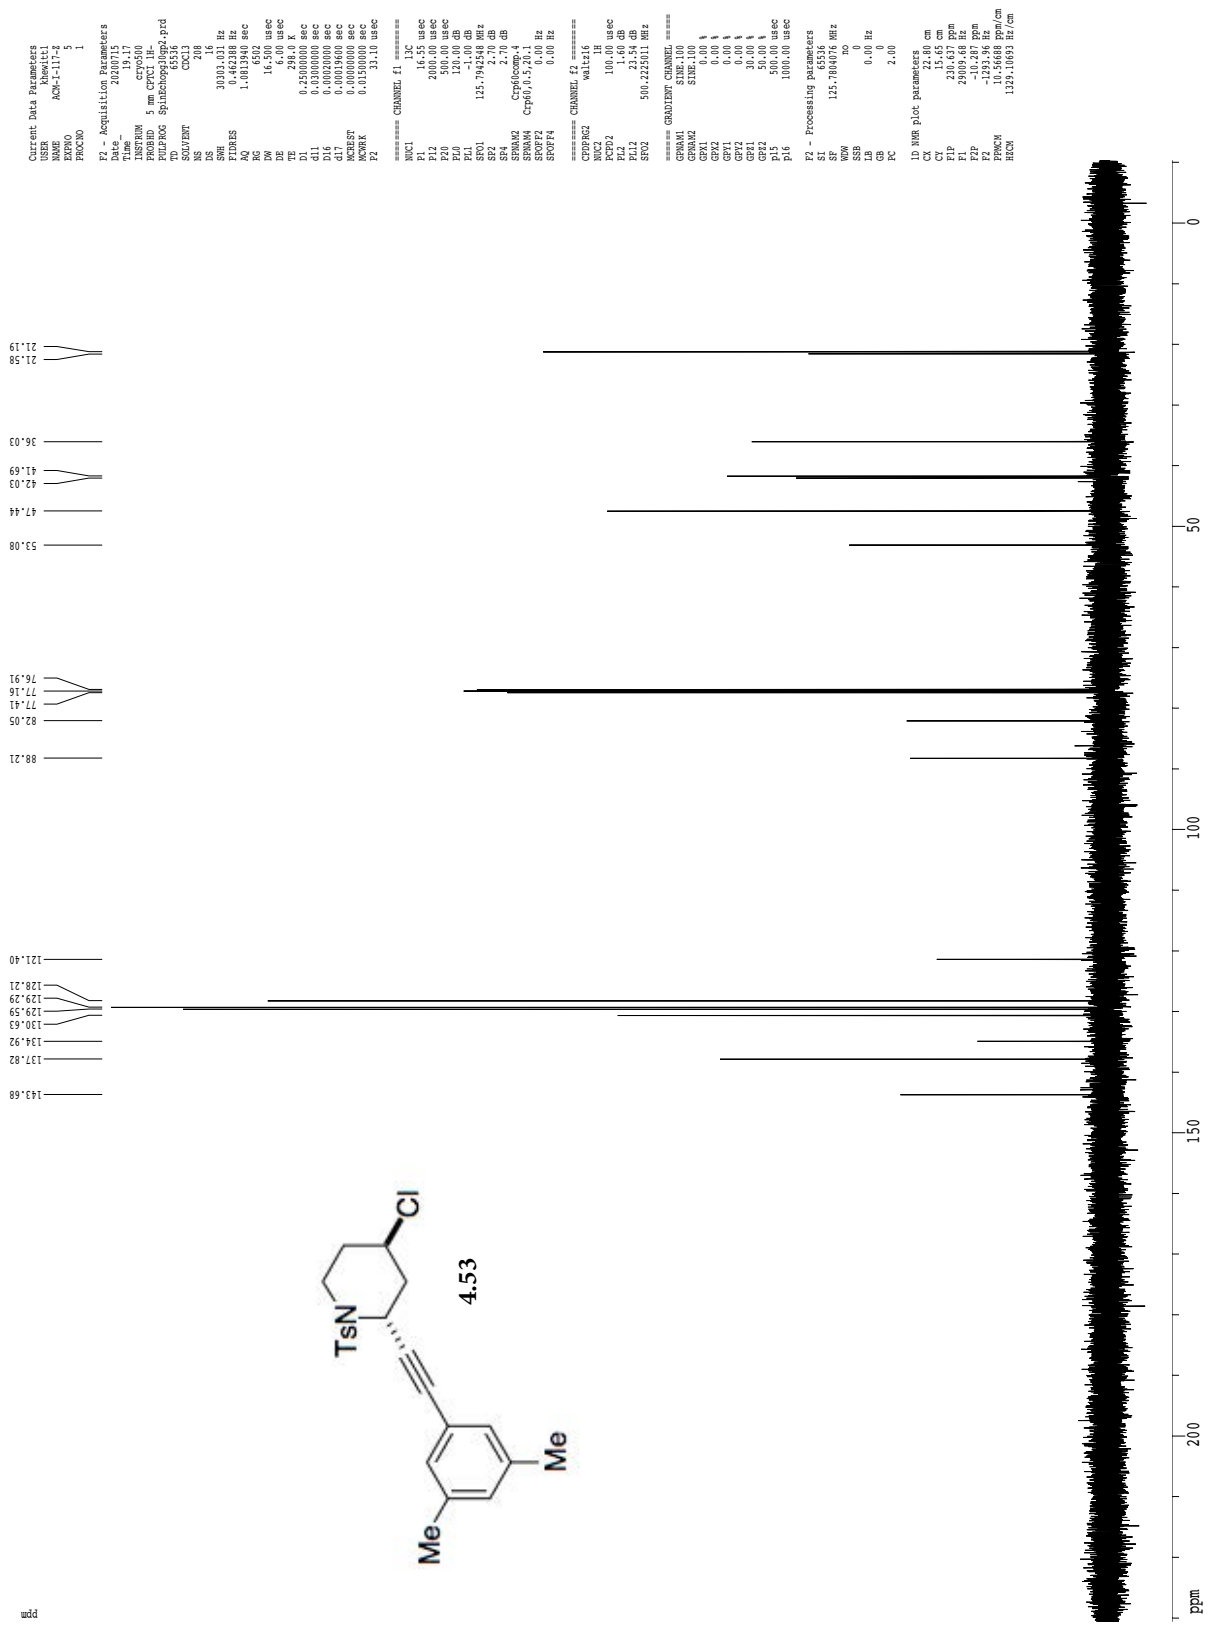 Current Data Parameters
USER khewitt1
NAME ACM-I-117-2
EXPNO 5
PROCNO 1
F2 - Acquisition Parameters
Date_ 20200715
Time 19.17
INSTRUM cryo500
PROBHD 5 mm CPTCI 1H-
PULPROG SpinEchopg30gp2.prd
TD 65536
SOLVENT CDCl3
NS 208
DS 16
SWH 30303.031 Hz
FIDRES 0.462388 Hz
AQ 1.0813940 sec
RG 6502
DW 16.500 usec
DE 6.00 usec
TE 298.0 K
D1 0.25000000 sec
d11 0.03000000 sec
D16 0.00020000 sec
d17 0.00019600 sec
MCREST 0.00000000 sec
MCWRK 0.01500000 sec
P2 33.10 usec
======== CHANNEL f1 ========
NUC1 13C
P1 16.55 usec
P12 2000.00 usec
P20 500.00 usec
PL0 120.00 dB
PL1 -1.00 dB
SFO1 125.7942548 MHz
SP2 2.70 dB
SP4 2.70 dB
SPNAM2 Crp60comp.4
SPNAM4 Crp60,0.5,20.1
SPOFF2 0.00 Hz
SPOFF4 0.00 Hz
======== CHANNEL f2 ========
CPDPRG2 waltz16
NUC2 1H
PCPD2 100.00 usec
PL2 1.60 dB
PL12 23.54 dB
SFO2 500.2225011 MHz
====== GRADIENT CHANNEL =====
GPNAM1 SINE.100
GPNAM2 SINE.100
GPX1 0.00 %
GPX2 0.00 %
GPY1 0.00 %
GPY2 0.00 %
GPZ1 30.00 %
GPZ2 50.00 %
p15 500.00 usec
p16 1000.00 usec
F2 - Processing parameters
SI 65536
SF 125.7804076 MHz
WDW no
SSB 0
LB 0.00 Hz
GB 0
PC 2.00
1D NMR plot parameters
CX 22.80 cm
CY 15.65 cm
F1P 230.637 ppm
F1 29009.68 Hz
F2P -10.287 ppm
F2 -1293.96 Hz
PPMCM 10.56688 ppm/cm
HZCM 1329.10693 Hz/cm
ppm
143.68
137.82
134.92
130.63
129.59
129.29
128.21
121.40
88.21
82.05
77.41
77.16
76.91
53.08
47.44
42.03
41.69
36.03
21.58
21.19
Me
Me
TsN
Cl
4.53
ppm
200
150
100
50
0